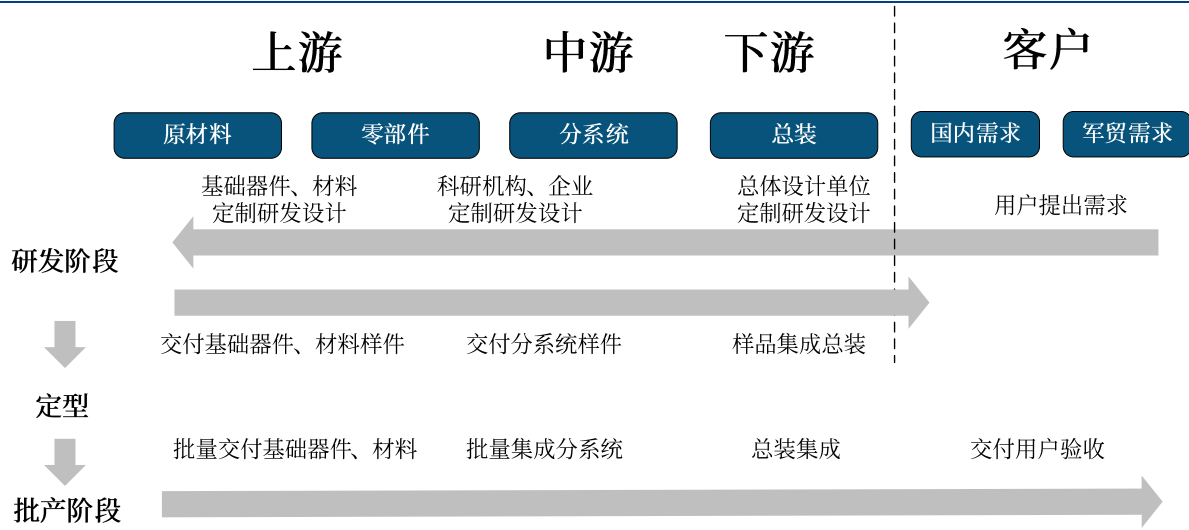 上游
中游
下游
客户
原材料
零部件
分系统
总装
国内需求
军贸需求
基础器件、材料
定制研发设计
科研机构、企业
定制研发设计
总体设计单位
定制研发设计
用户提出需求
研发阶段
交付基础器件、材料样件
交付分系统样件
样品集成总装
定型
批量交付基础器件、材料
批量集成分系统
总装集成
交付用户验收
批产阶段